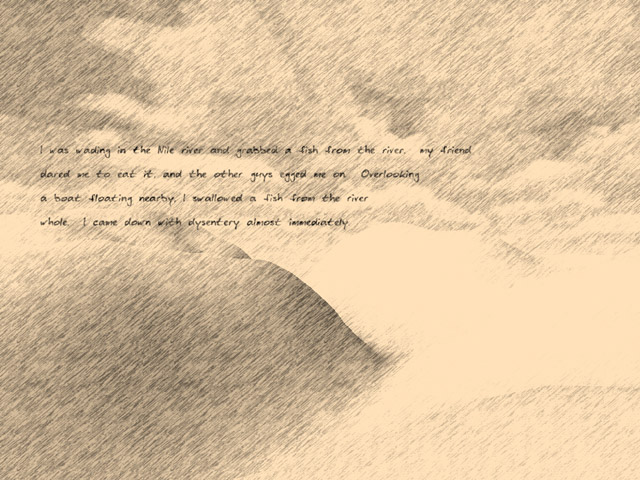 I was wading in the Nile river and grabbed a fish from the river. my friend
dared me to eat it, and the other guys egged me on. Overlooking
a boat floating nearby, I swallowed a fish from the river
whole. I came down with dysentery almost immediately.